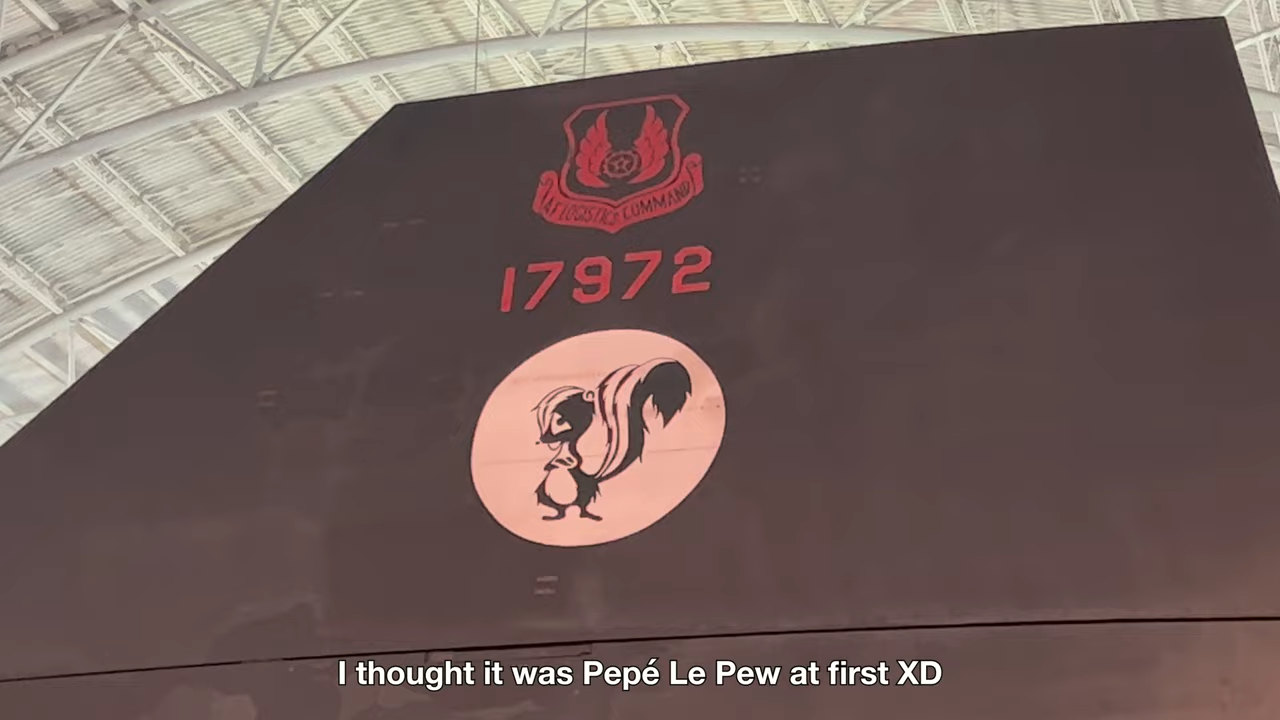 AF LOGISTICS COMMAND
17972
I thought it was Pepé Le Pew at first XD